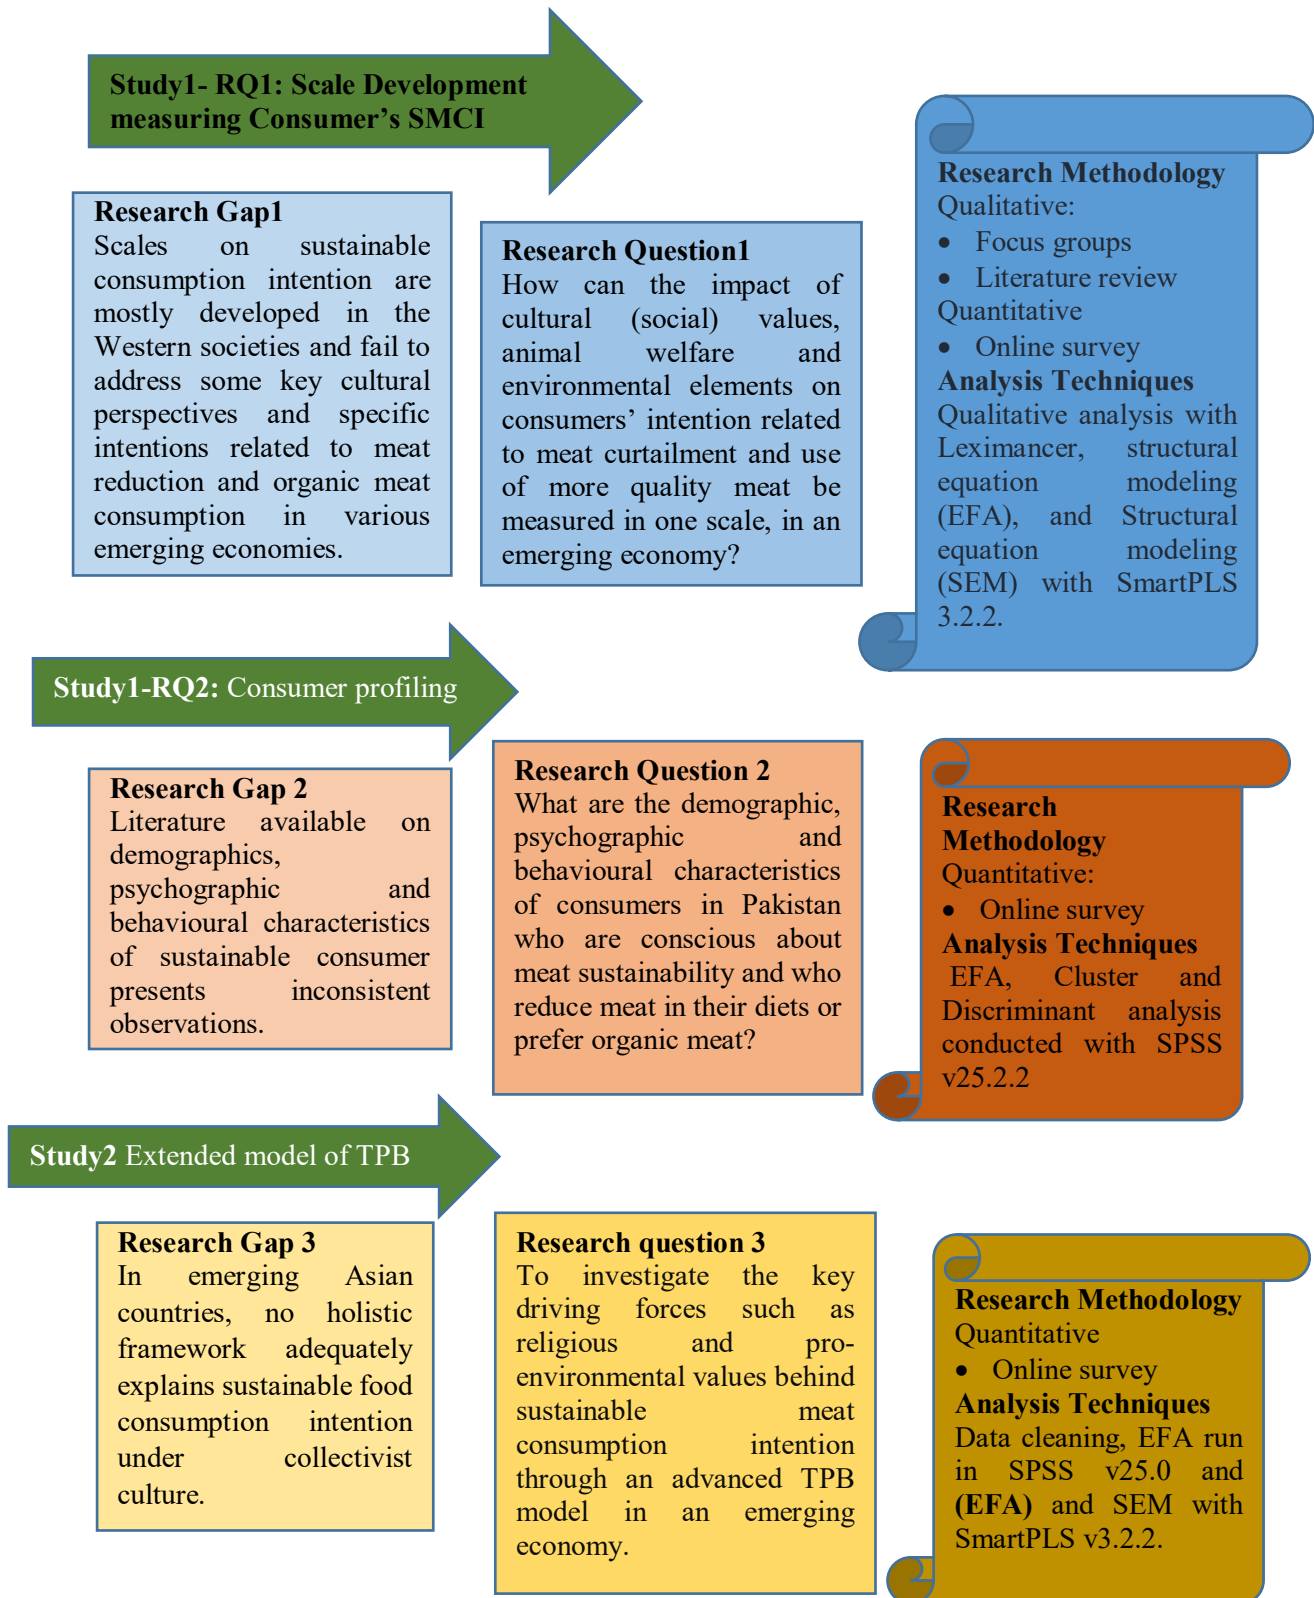 Study1- RQ1: Scale Development
measuring Consumer's SMCI
Research Gap1
Scales on sustainable
consumption intention are
mostly developed in the
Western societies and fail to
address some key cultural
perspectives and specific
intentions related to meat
reduction and organic meat
consumption in various
emerging economies.
Research Question1
How can the impact of
cultural (social) values,
animal welfare and
environmental elements on
consumers' intention related
to meat curtailment and use
of more quality meat be
measured in one scale, in an
emerging economy?
Research Methodology
Qualitative:
• Focus groups
• Literature review
Quantitative
• Online survey
Analysis Techniques
Qualitative analysis with
Leximancer, structural
equation modeling
(EFA), and Structural
equation modeling
(SEM) with SmartPLS
3.2.2.
Study1-RQ2: Consumer profiling
Research Gap 2
Literature available on
demographics,
psychographic and
behavioural characteristics
of sustainable consumer
presents inconsistent
observations.
Research Question 2
What are the demographic,
psychographic and
behavioural characteristics
of consumers in Pakistan
who are conscious about
meat sustainability and who
reduce meat in their diets or
prefer organic meat?
Research
Methodology
Quantitative:
• Online survey
Analysis Techniques
EFA, Cluster and
Discriminant analysis
conducted with SPSS
v25.2.2
Study2 Extended model of TPB
Research Gap 3
In emerging Asian
countries, no holistic
framework adequately
explains sustainable food
consumption intention
under collectivist
culture.
Research question 3
To investigate the key
driving forces such as
religious and pro-
environmental values behind
sustainable meat
consumption intention
through an advanced TPB
model in an emerging
economy.
Research Methodology
Quantitative
• Online survey
Analysis Techniques
Data cleaning, EFA run
in SPSS v25.0 and
(EFA) and SEM with
SmartPLS v3.2.2.